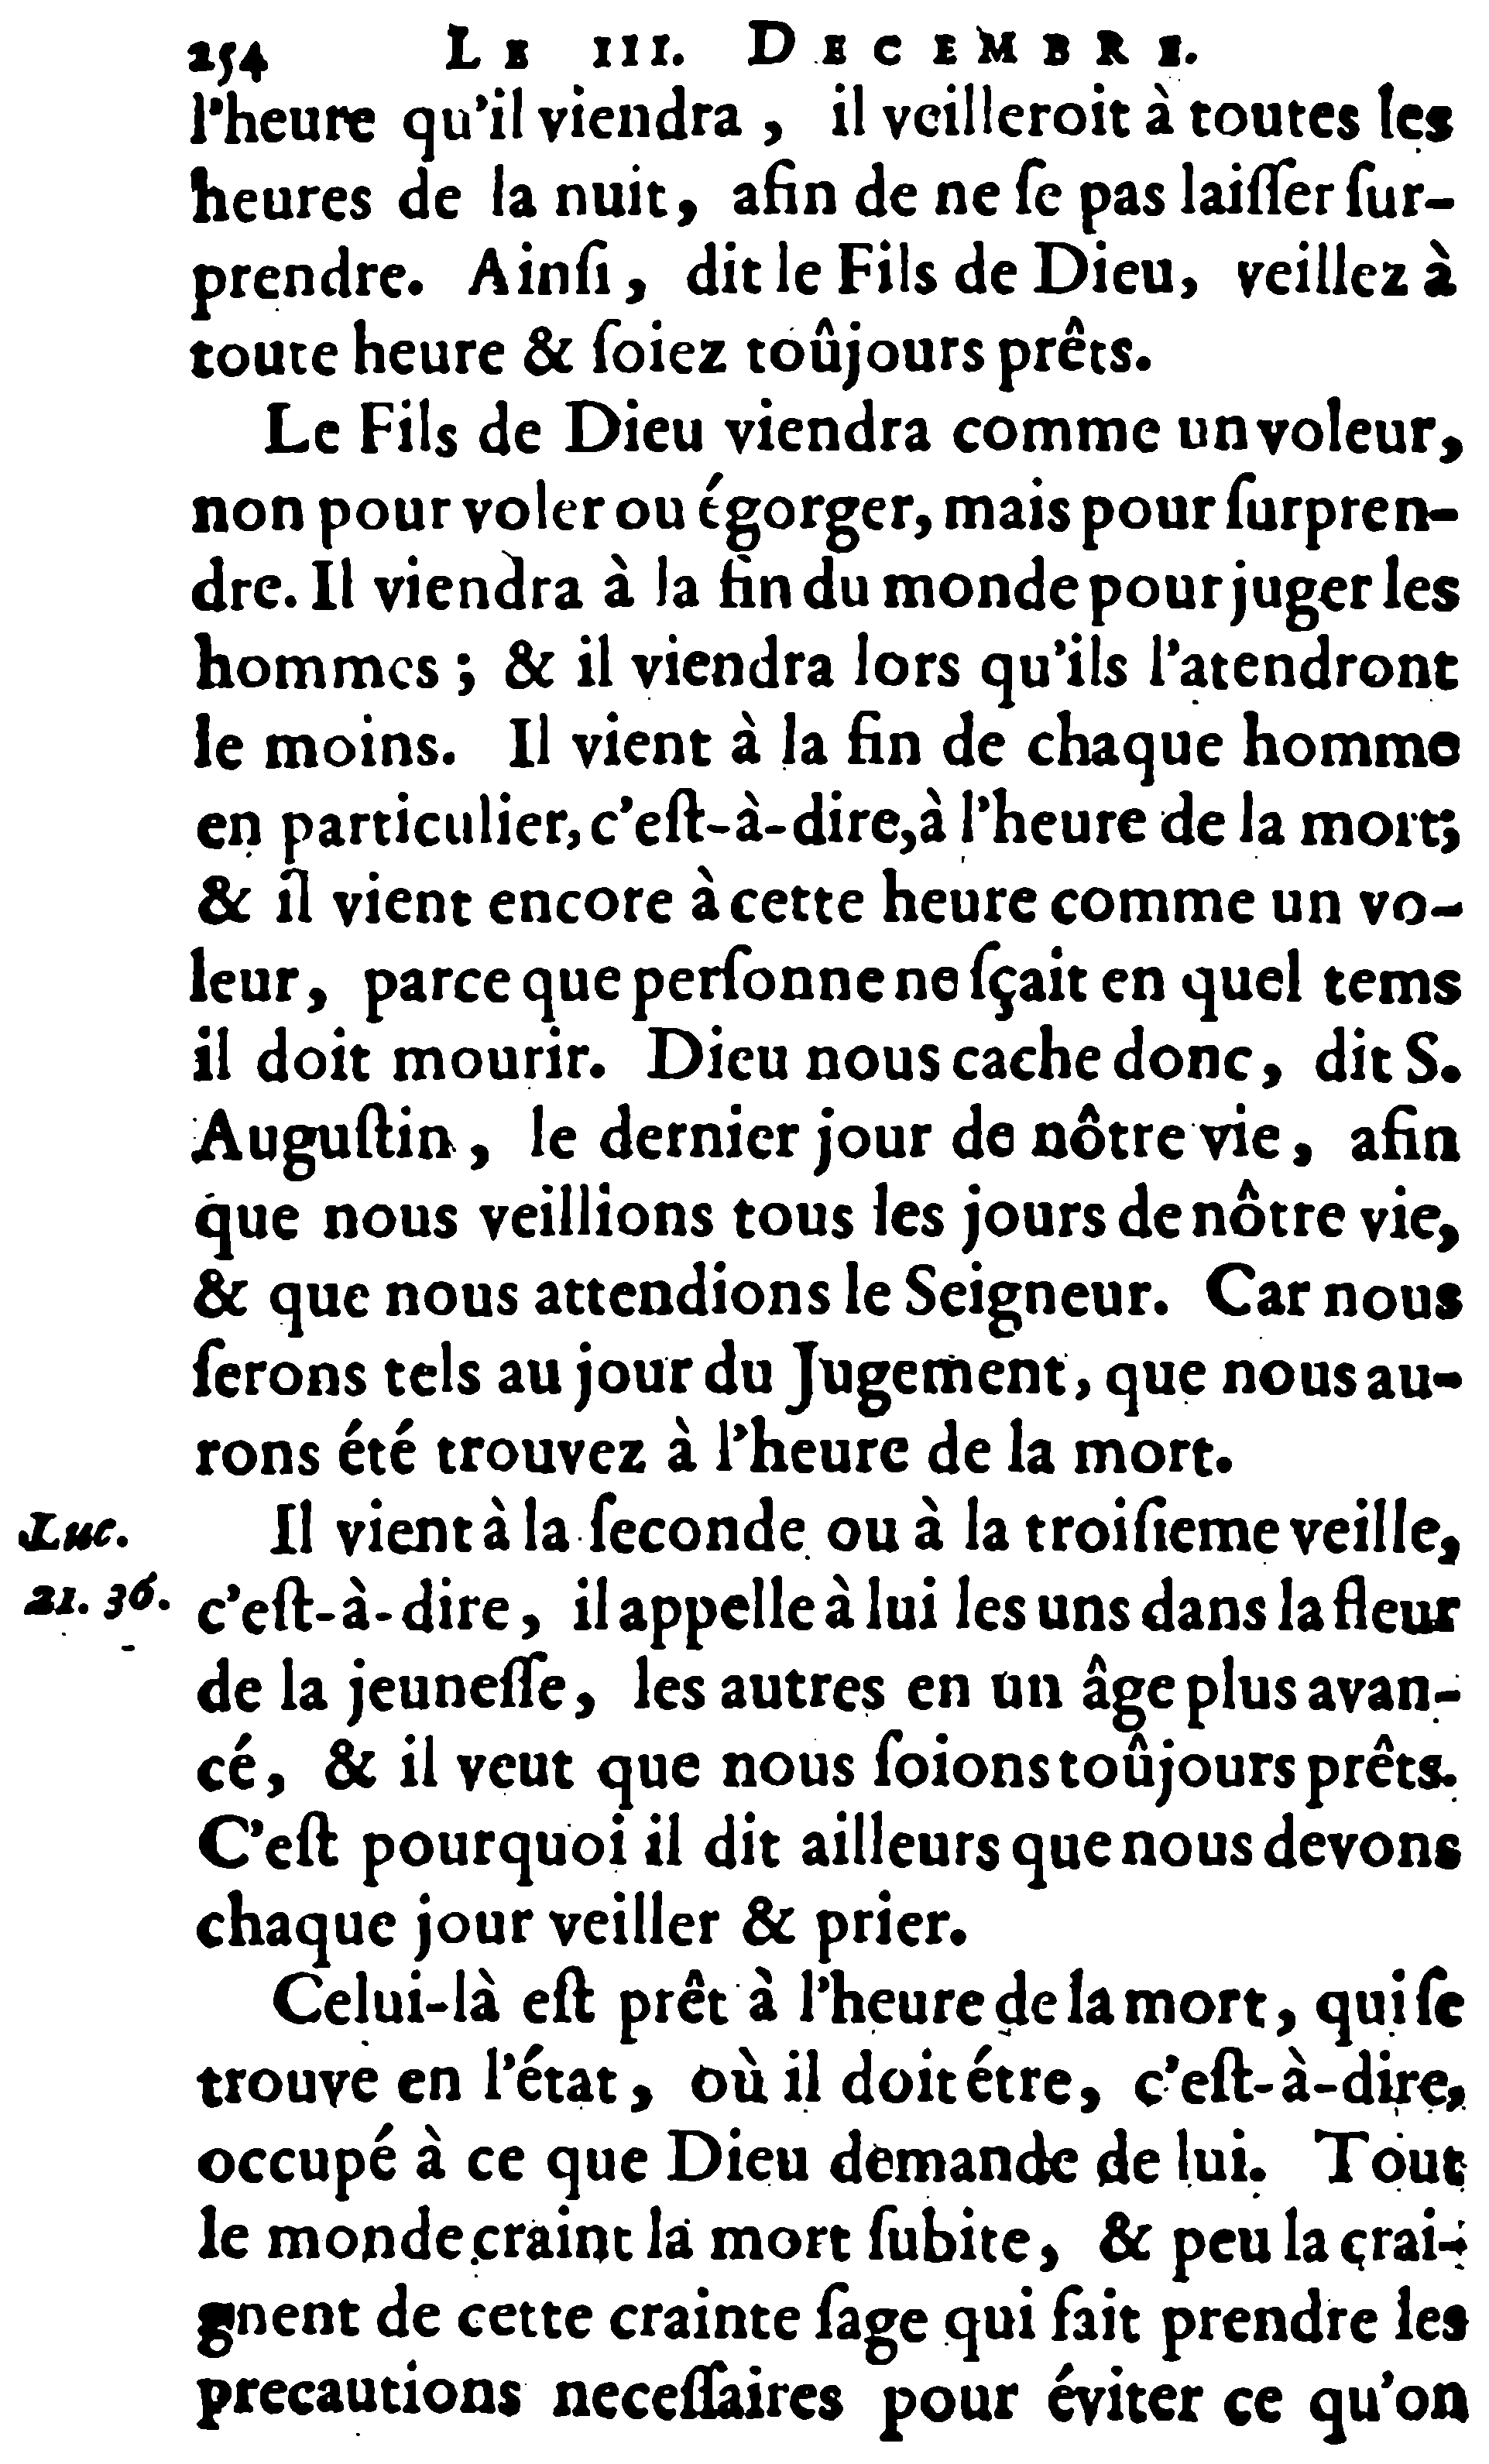 254 LE III. DECEMBRE.
l'heure qu'il viendra, il veilleroit à toutes les
heures de la nuit, afin de ne ſe pas laiſſer ſur-
prendre. Ainſi, dit le Fils de Dieu, veillez à
toute heure & ſoiez toûjours prêts.
Le Fils de Dieu viendra comme un voleur,
non pour voler ou égorger, mais pour ſurpren-
dre. Il viendra à la fin du monde pour juger les
hommes; & il viendra lors qu'ils l'atendront
le moins. Il vient à la fin de chaque homme
en particulier, c'eſt-à-dire, à l'heure de la mort;
& il vient encore à cette heure comme un vo-
leur, parce que perſonne ne ſçait en quel tems
il doit mourir. Dieu nous cache donc, dit S.
Auguſtin, le dernier jour de nôtre vie, afin
que nous veillions tous les jours de nôtre vie,
& que nous attendions le Seigneur. Car nous
ſerons tels au jour du Jugement, que nous au-
rons été trouvez à l'heure de la mort.
Luc. Il vient à la ſeconde ou à la troiſieme veille,
21. 36. c'eſt-à-dire, il appelle à lui les uns dans la fleur
de la jeuneſſe, les autres en un âge plus avan-
cé, & il veut que nous ſoions toûjours prêts.
C'eſt pourquoi il dit ailleurs que nous devons
chaque jour veiller & prier.
Celui-là eſt prêt à l'heure de la mort, qui ſe
trouve en l'état, où il doit étre, c'eſt-à-dire,
occupé à ce que Dieu demande de lui. Tout
le monde craint la mort ſubite, & peu la crai-
gnent de cette crainte ſage qui fait prendre les
precautions neceſſaires pour éviter ce qu'on